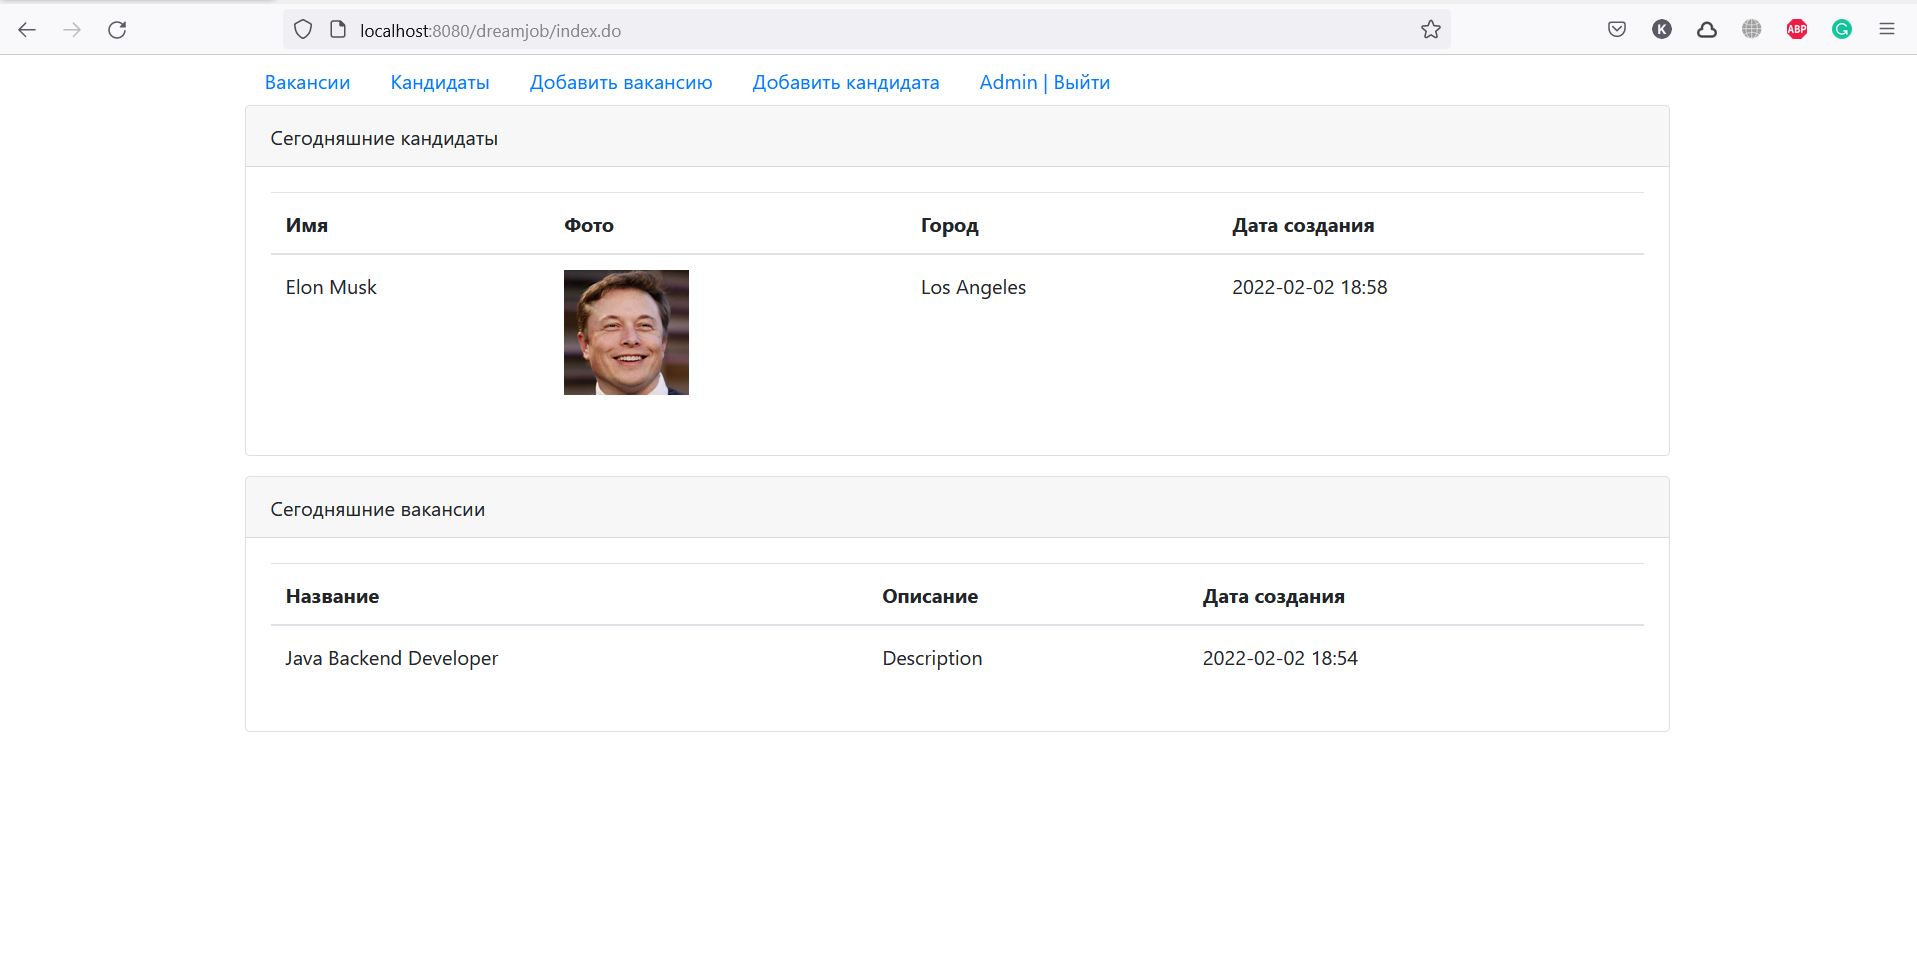 localhost:8080/dreamjob/index.do
K
ABP
G
Вакансии Кандидаты Добавить вакансию Добавить кандидата Admin | Выйти
Сегодняшние кандидаты
Имя Фото Город Дата создания
Elon Musk Los Angeles 2022-02-02 18:58
Сегодняшние вакансии
Название Описание Дата создания
Java Backend Developer Description 2022-02-02 18:54